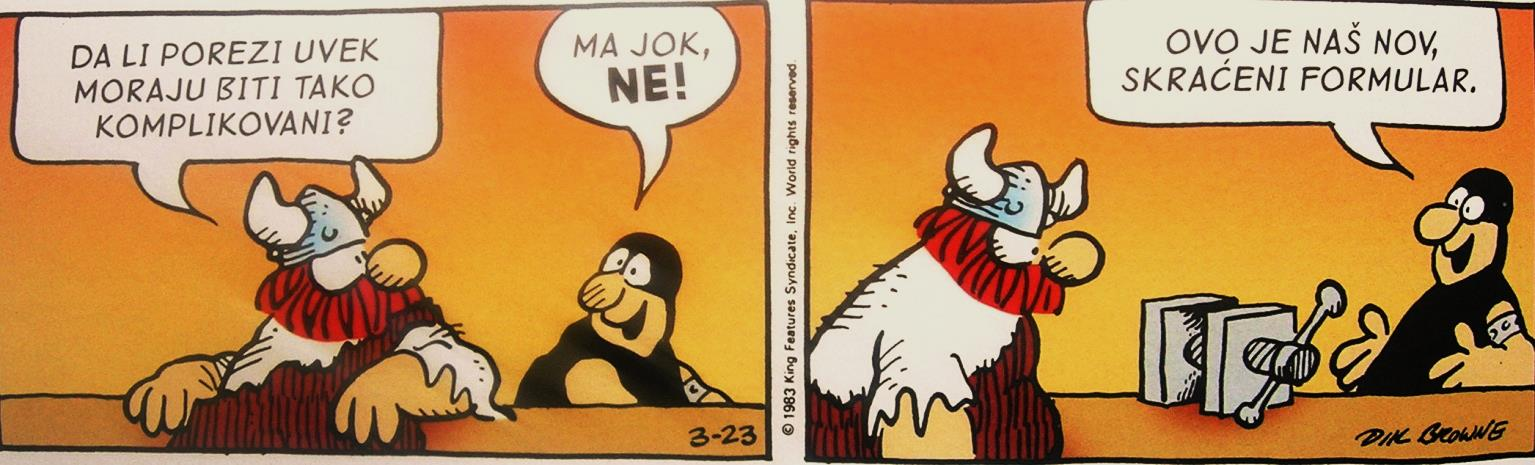 DA LI POREZI UVEK
MORAJU BITI TAKO
KOMPLIKOVANI?
MA JOK,
NE!
3-23
© 1983 King Features Syndicate, Inc. World rights reserved.
OVO JE NAŠ NOV,
SKRAĆENI FORMULAR.
DIK BROWNE